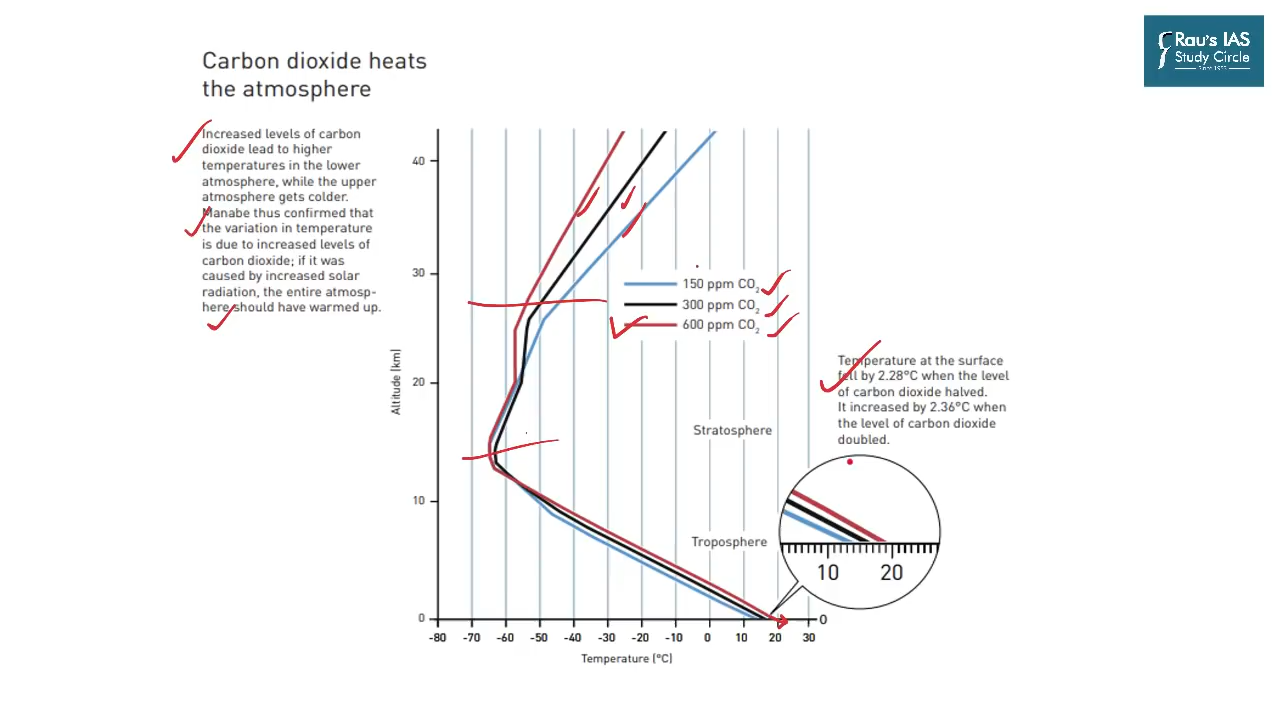 Rau's IAS
Study Circle
Carbon dioxide heats
the atmosphere
Increased levels of carbon
dioxide lead to higher
temperatures in the lower
atmosphere, while the upper
atmosphere gets colder.
Manabe thus confirmed that
the variation in temperature
is due to increased levels of
carbon dioxide; if it was
caused by increased solar
radiation, the entire atmosp-
here should have warmed up.
Altitude (km)
40
30
20
10
0
150 ppm CO₂
300 ppm CO₂
600 ppm CO₂
Stratosphere
Troposphere
Temperature at the surface
fell by 2.28°C when the level
of carbon dioxide halved.
It increased by 2.36°C when
the level of carbon dioxide
doubled.
10 20
0
-80 -70 -60 -50 -40 -30 -20 -10 0 10 20 30
Temperature (°C)